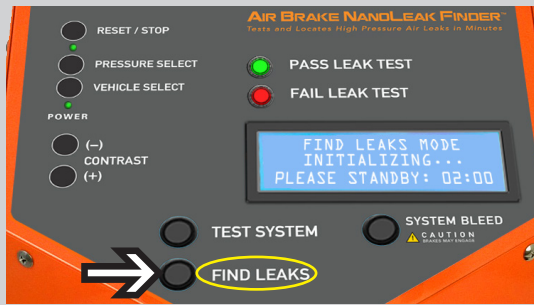 AIR BRAKE NANOLEAK FINDER™
Tests and Locates High Pressure Air Leaks in Minutes
RESET / STOP
PRESSURE SELECT
VEHICLE SELECT
POWER
(–)
CONTRAST
(+)
PASS LEAK TEST
FAIL LEAK TEST
FIND LEAKS MODE
INITIALIZING...
PLEASE STANDBY: 02:00
TEST SYSTEM
SYSTEM BLEED
CAUTION
BRAKES MAY ENGAGE
FIND LEAKS